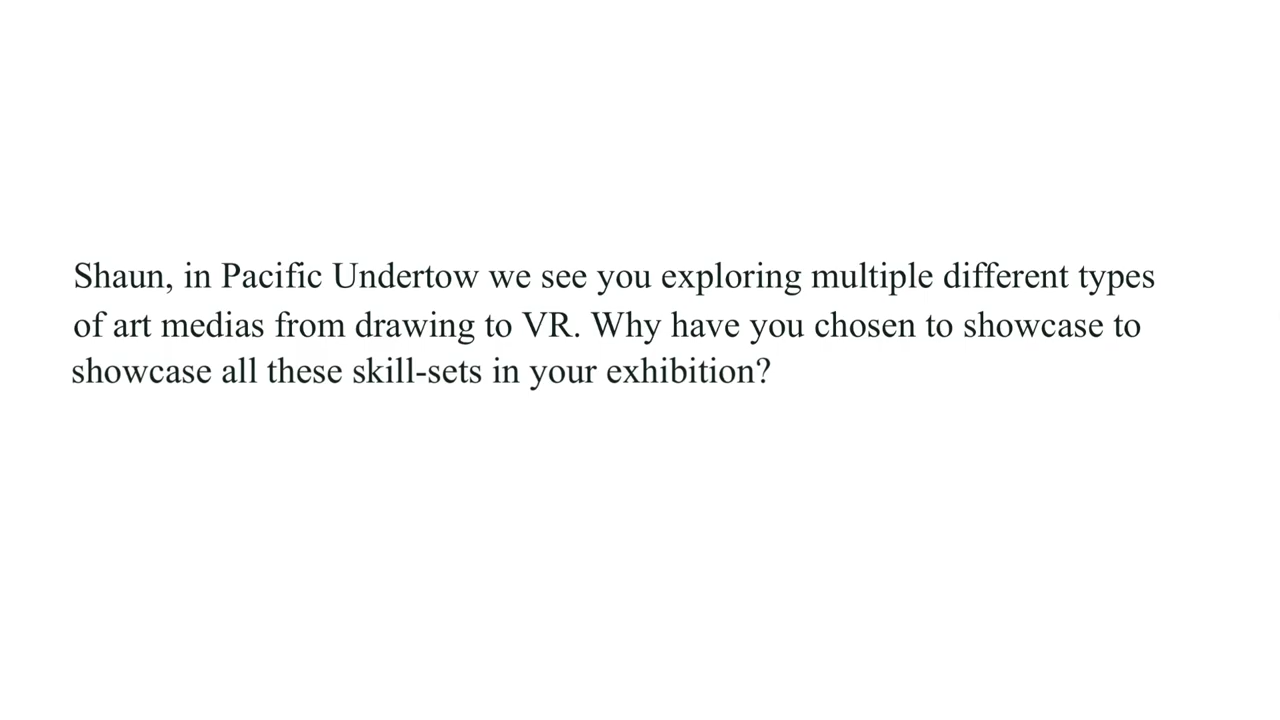 Shaun, in Pacific Undertow we see you exploring multiple different types
of art medias from drawing to VR. Why have you chosen to showcase to
showcase all these skill-sets in your exhibition?